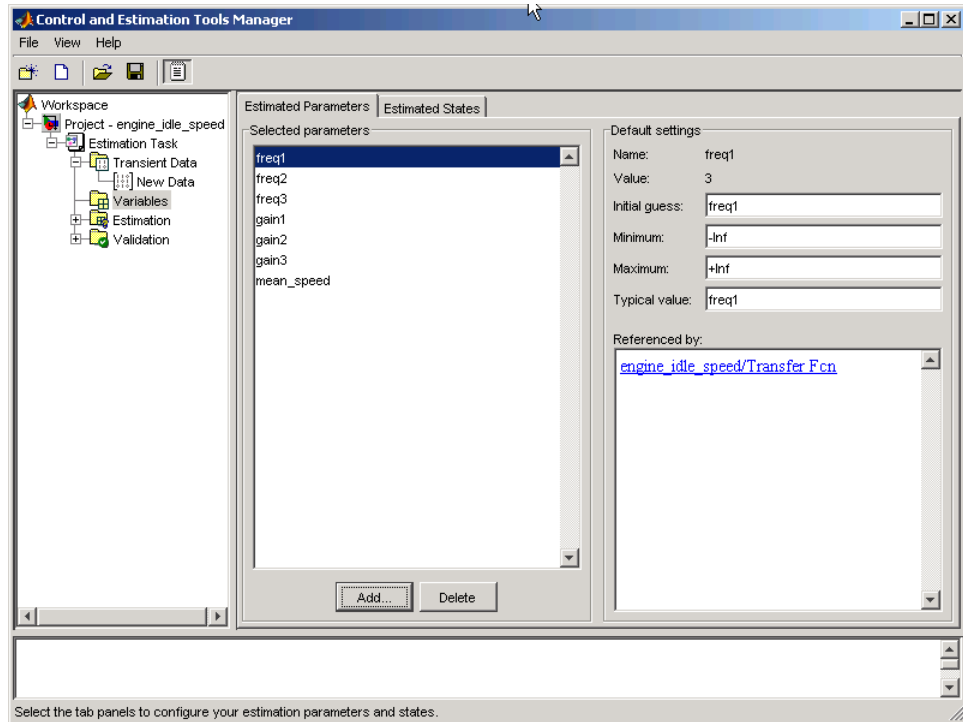 Control and Estimation Tools Manager
File View Help
Workspace
Project - engine_idle_speed
Estimation Task
Transient Data
New Data
Variables
Estimation
Validation
Estimated Parameters
Estimated States
Selected parameters
freq1
freq2
freq3
gain1
gain2
gain3
mean_speed
Add...
Delete
Default settings
Name: freq1
Value: 3
Initial guess: freq1
Minimum: -Inf
Maximum: +Inf
Typical value: freq1
Referenced by:
engine_idle_speed/Transfer Fcn
Select the tab panels to configure your estimation parameters and states.